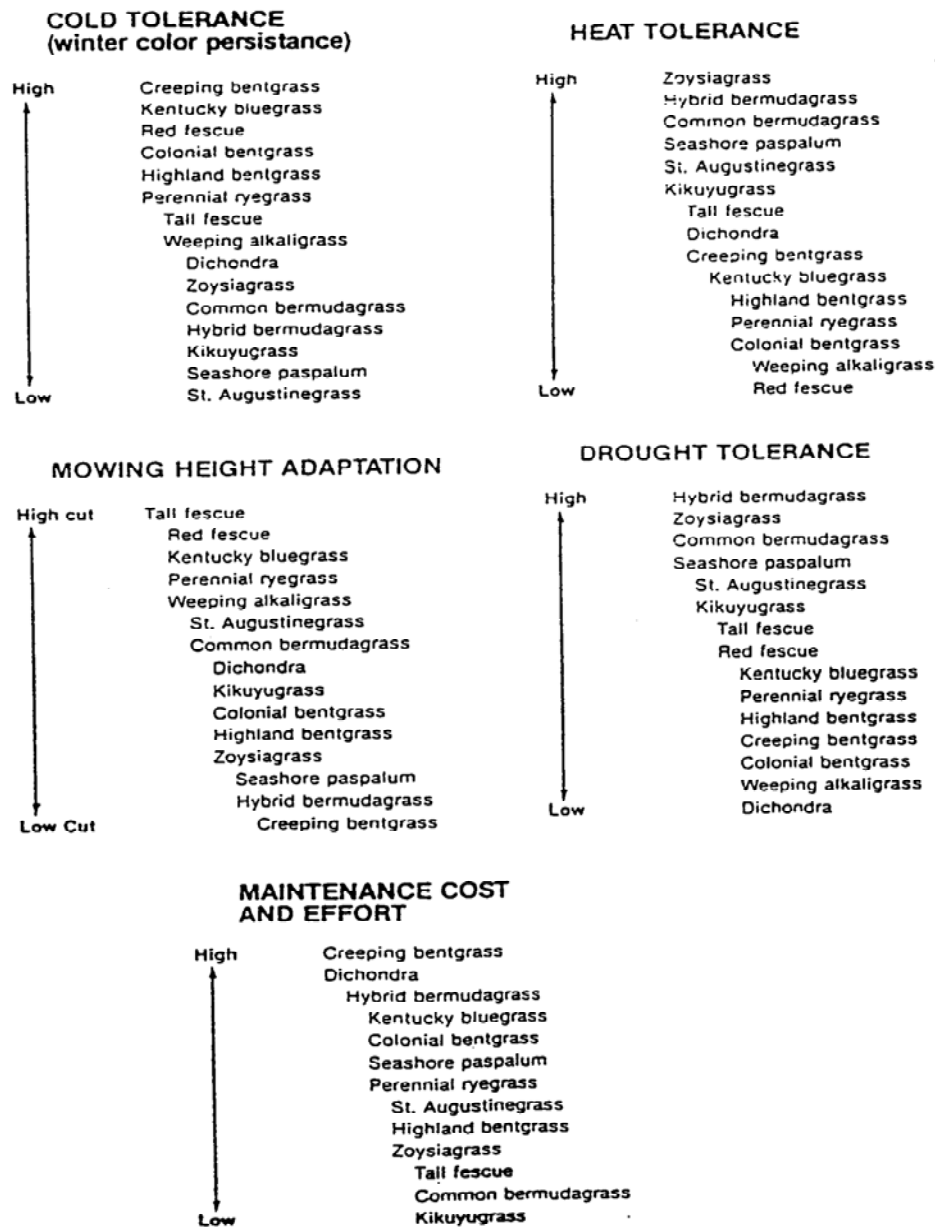 COLD TOLERANCE
(winter color persistance)
High
Creeping bentgrass
Kentucky bluegrass
Red fescue
Colonial bentgrass
Highland bentgrass
Perennial ryegrass
Tall fescue
Weeping alkaligrass
Dichondra
Zoysiagrass
Common bermudagrass
Hybrid bermudagrass
Kikuyugrass
Seashore paspalum
Low
St. Augustinegrass
HEAT TOLERANCE
High
Zoysiagrass
Hybrid bermudagrass
Common bermudagrass
Seashore paspalum
St. Augustinegrass
Kikuyugrass
Tall fescue
Dichondra
Creeping bentgrass
Kentucky bluegrass
Highland bentgrass
Perennial ryegrass
Colonial bentgrass
Weeping alkaligrass
Low
Red fescue
MOWING HEIGHT ADAPTATION
High cut
Tall fescue
Red fescue
Kentucky bluegrass
Perennial ryegrass
Weeping alkaligrass
St. Augustinegrass
Common bermudagrass
Dichondra
Kikuyugrass
Colonial bentgrass
Highland bentgrass
Zoysiagrass
Seashore paspalum
Hybrid bermudagrass
Low Cut
Creeping bentgrass
DROUGHT TOLERANCE
High
Hybrid bermudagrass
Zoysiagrass
Common bermudagrass
Seashore paspalum
St. Augustinegrass
Kikuyugrass
Tall fescue
Red fescue
Kentucky bluegrass
Perennial ryegrass
Highland bentgrass
Creeping bentgrass
Colonial bentgrass
Weeping alkaligrass
Low
Dichondra
MAINTENANCE COST
AND EFFORT
High
Creeping bentgrass
Dichondra
Hybrid bermudagrass
Kentucky bluegrass
Colonial bentgrass
Seashore paspalum
Perennial ryegrass
St. Augustinegrass
Highland bentgrass
Zoysiagrass
Tall fescue
Common bermudagrass
Low
Kikuyugrass